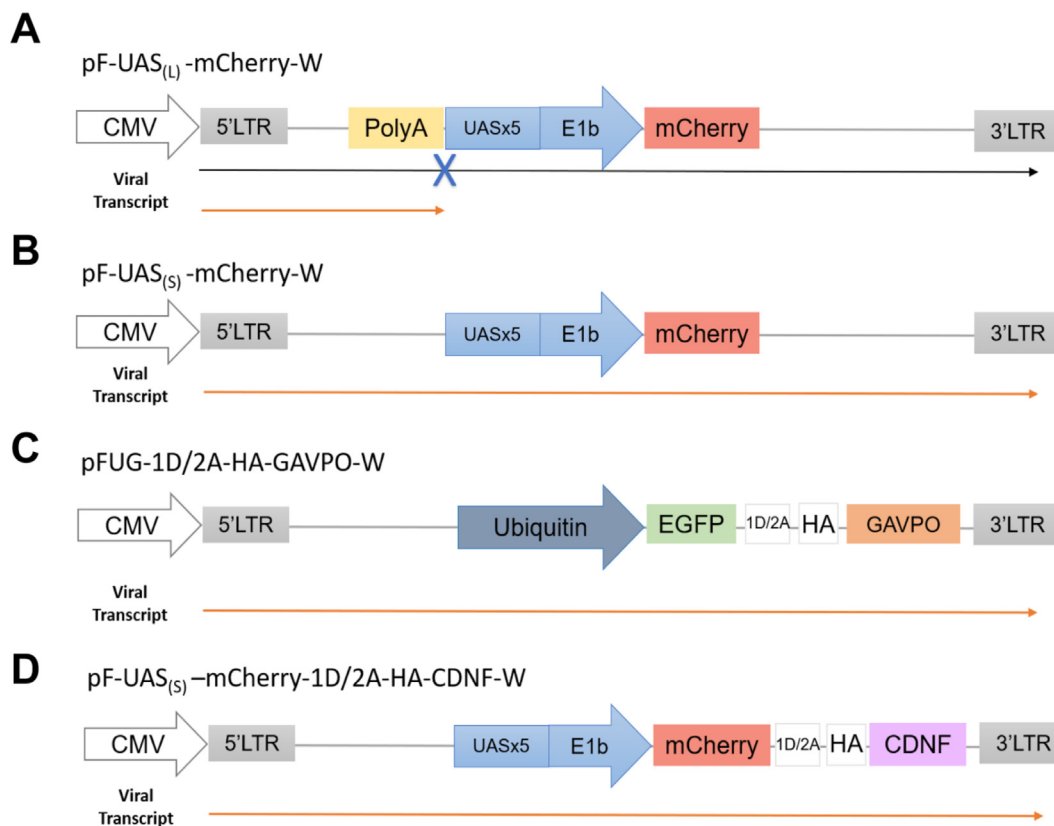 A
pF-UAS(L) -mCherry-W
CMV 5'LTR PolyA UASx5 E1b mCherry 3'LTR
X
Viral
Transcript
B
pF-UAS(S) -mCherry-W
CMV 5'LTR UASx5 E1b mCherry 3'LTR
Viral
Transcript
C
pFUG-1D/2A-HA-GAVPO-W
CMV 5'LTR Ubiquitin EGFP 1D/2A HA GAVPO 3'LTR
Viral
Transcript
D
pF-UAS(S) –mCherry-1D/2A-HA-CDNF-W
CMV 5'LTR UASx5 E1b mCherry 1D/2A HA CDNF 3'LTR
Viral
Transcript